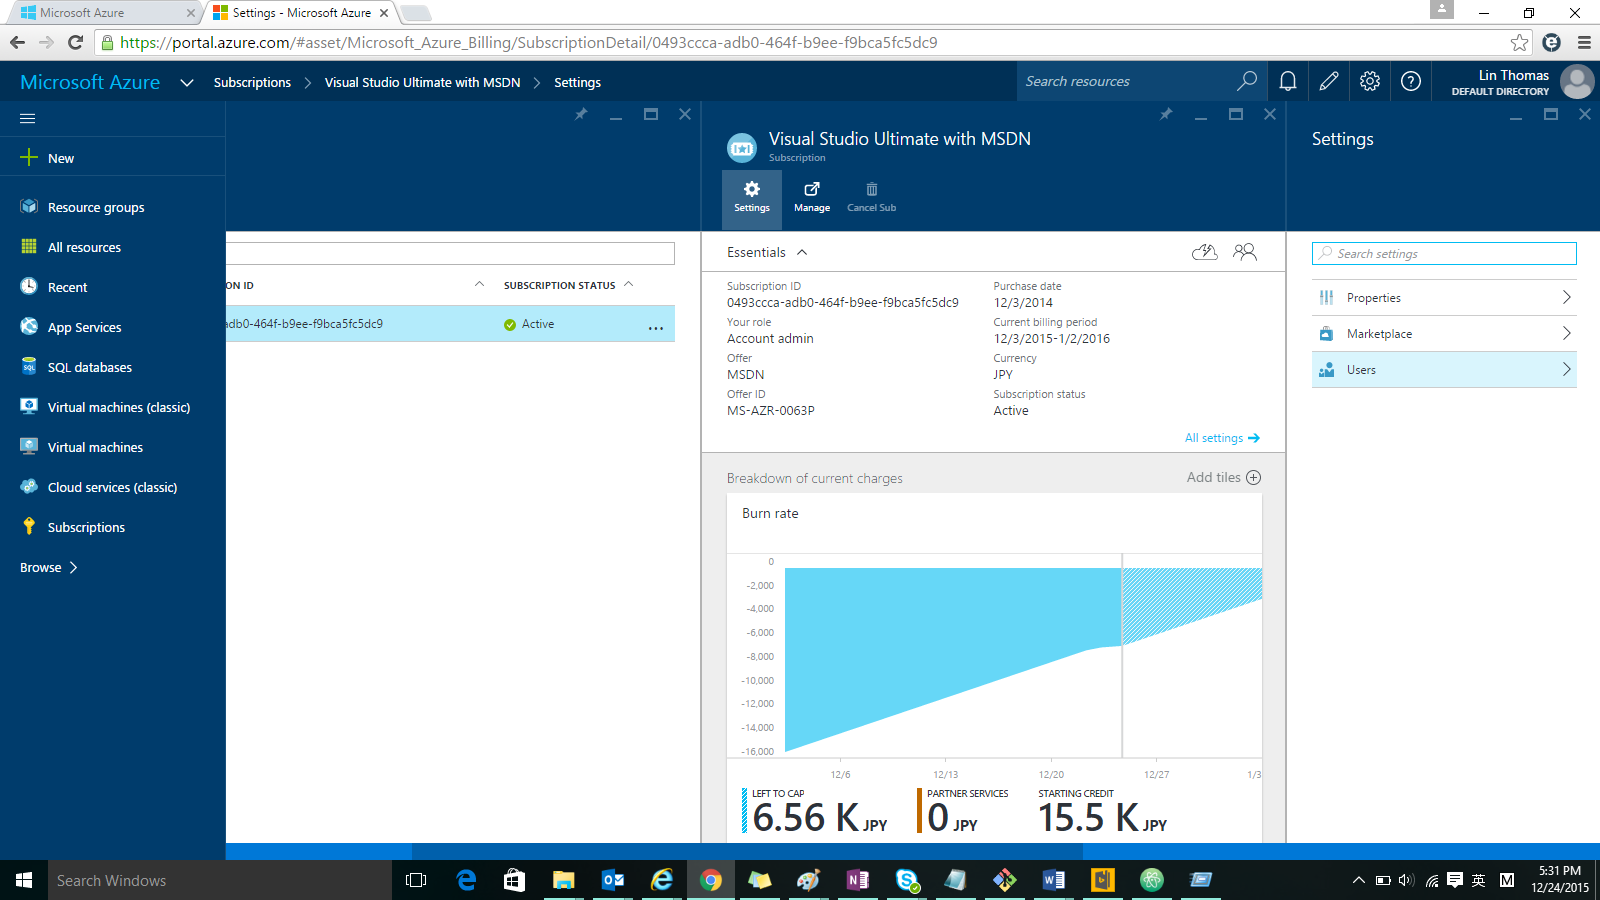 Microsoft Azure
Settings - Microsoft Azure
https://portal.azure.com/#asset/Microsoft_Azure_Billing/SubscriptionDetail/0493ccca-adb0-464f-b9ee-f9bca5fc5dc9
Microsoft Azure
Subscriptions
Visual Studio Ultimate with MSDN
Settings
Search resources
Lin Thomas
DEFAULT DIRECTORY
New
Resource groups
All resources
Recent
App Services
SQL databases
Virtual machines (classic)
Virtual machines
Cloud services (classic)
Subscriptions
Browse
ON ID
SUBSCRIPTION STATUS
adb0-464f-b9ee-f9bca5fc5dc9
Active
...
Visual Studio Ultimate with MSDN
Subscription
Settings
Manage
Cancel Sub
Essentials
Subscription ID
0493ccca-adb0-464f-b9ee-f9bca5fc5dc9
Your role
Account admin
Offer
MSDN
Offer ID
MS-AZR-0063P
Purchase date
12/3/2014
Current billing period
12/3/2015-1/2/2016
Currency
JPY
Subscription status
Active
All settings
Breakdown of current charges
Add tiles
Burn rate
0
-2,000
-4,000
-6,000
-8,000
-10,000
-12,000
-14,000
-16,000
12/6
12/13
12/20
12/27
1/3
LEFT TO CAP
6.56 K JPY
PARTNER SERVICES
0 JPY
STARTING CREDIT
15.5 K JPY
Settings
Search settings
Properties
Marketplace
Users
Search Windows
英
M
5:31 PM
12/24/2015